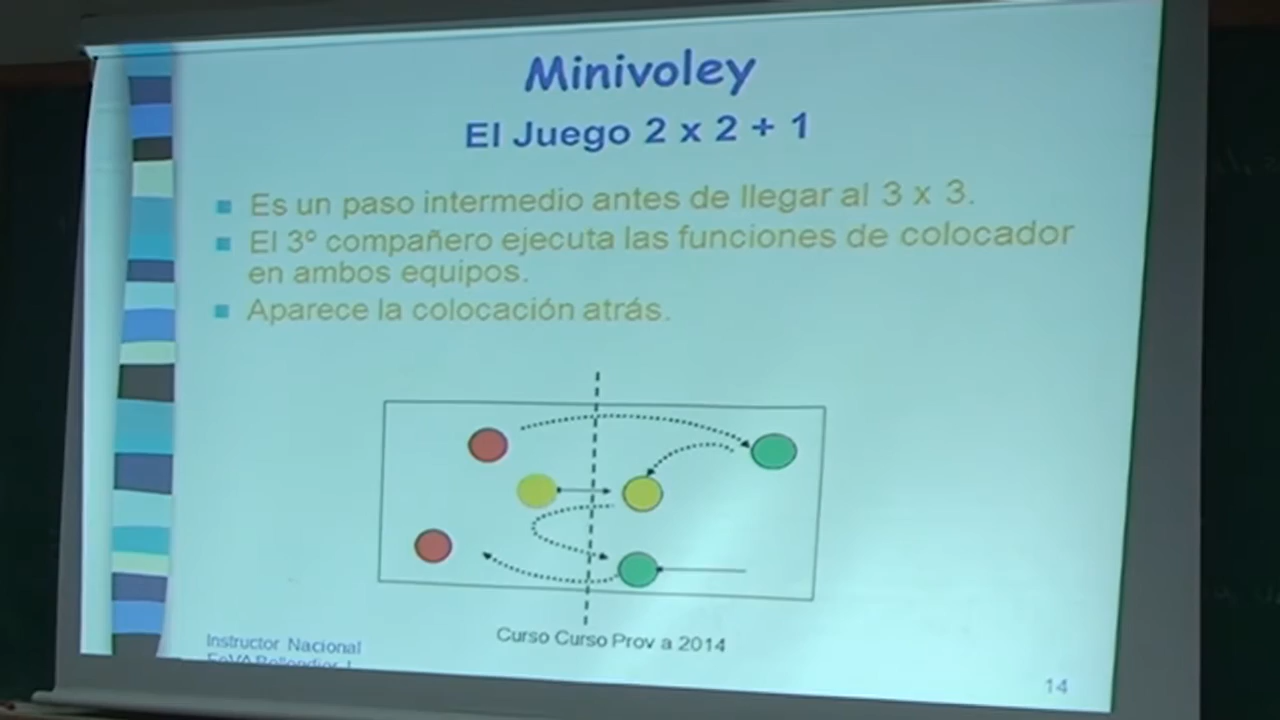 Minivoley
El Juego 2 x 2 + 1
Es un paso intermedio antes de llegar al 3 x 3.
El 3º compañero ejecuta las funciones de colocador
en ambos equipos.
Aparece la colocación atrás.
Curso Curso Prov a 2014
Instructor Nacional
14